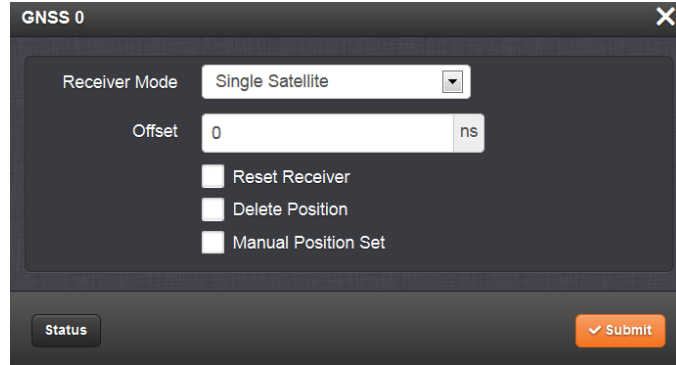 GNSS 0
Receiver Mode Single Satellite
Offset 0 ns
Reset Receiver
Delete Position
Manual Position Set
Status Submit